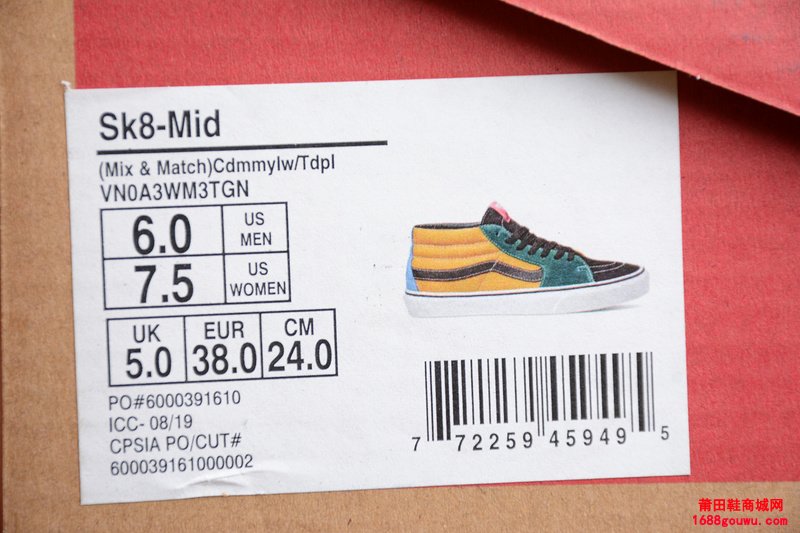 Sk8-Mid
(Mix & Match)Cdmmylw/Tdpl
VN0A3WM3TGN
6.0 US MEN
7.5 US WOMEN
UK EUR CM
5.0 38.0 24.0
PO#6000391610
ICC- 08/19
CPSIA PO/CUT#
600039161000002
7 72259 45949 5
莆田鞋商城网
1688gouwu.com